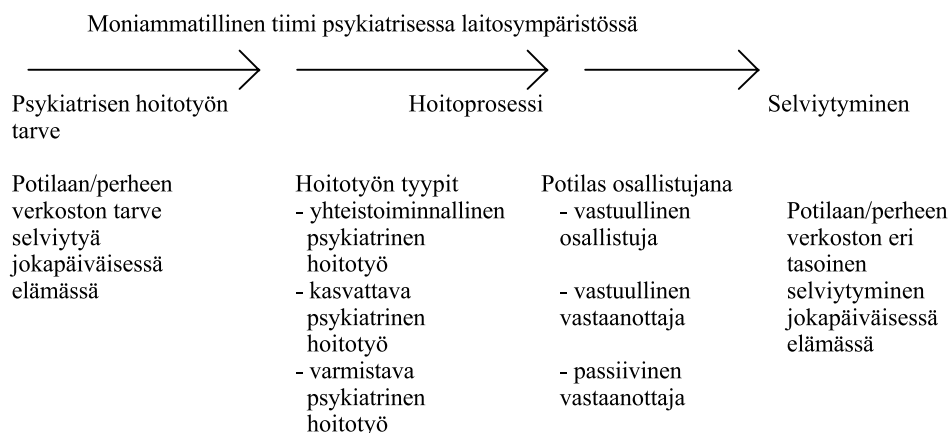 Moniammatillinen tiimi psykiatrisessa laitosympäristössä
Psykiatrisen hoitotyön
tarve
Hoitoprosessi
Selviytyminen
Potilaan/perheen
verkoston tarve
selviytyä
jokapäiväisessä
elämässä
Hoitotyön tyypit
- yhteistoiminnallinen
psykiatrinen
hoitotyö
- kasvattava
psykiatrinen
hoitotyö
- varmistava
psykiatrinen
hoitotyö
Potilas osallistujana
- vastuullinen
osallistuja
- vastuullinen
vastaanottaja
- passiivinen
vastaanottaja
Potilaan/perheen
verkoston eri
tasoinen
selviytyminen
jokapäiväisessä
elämässä